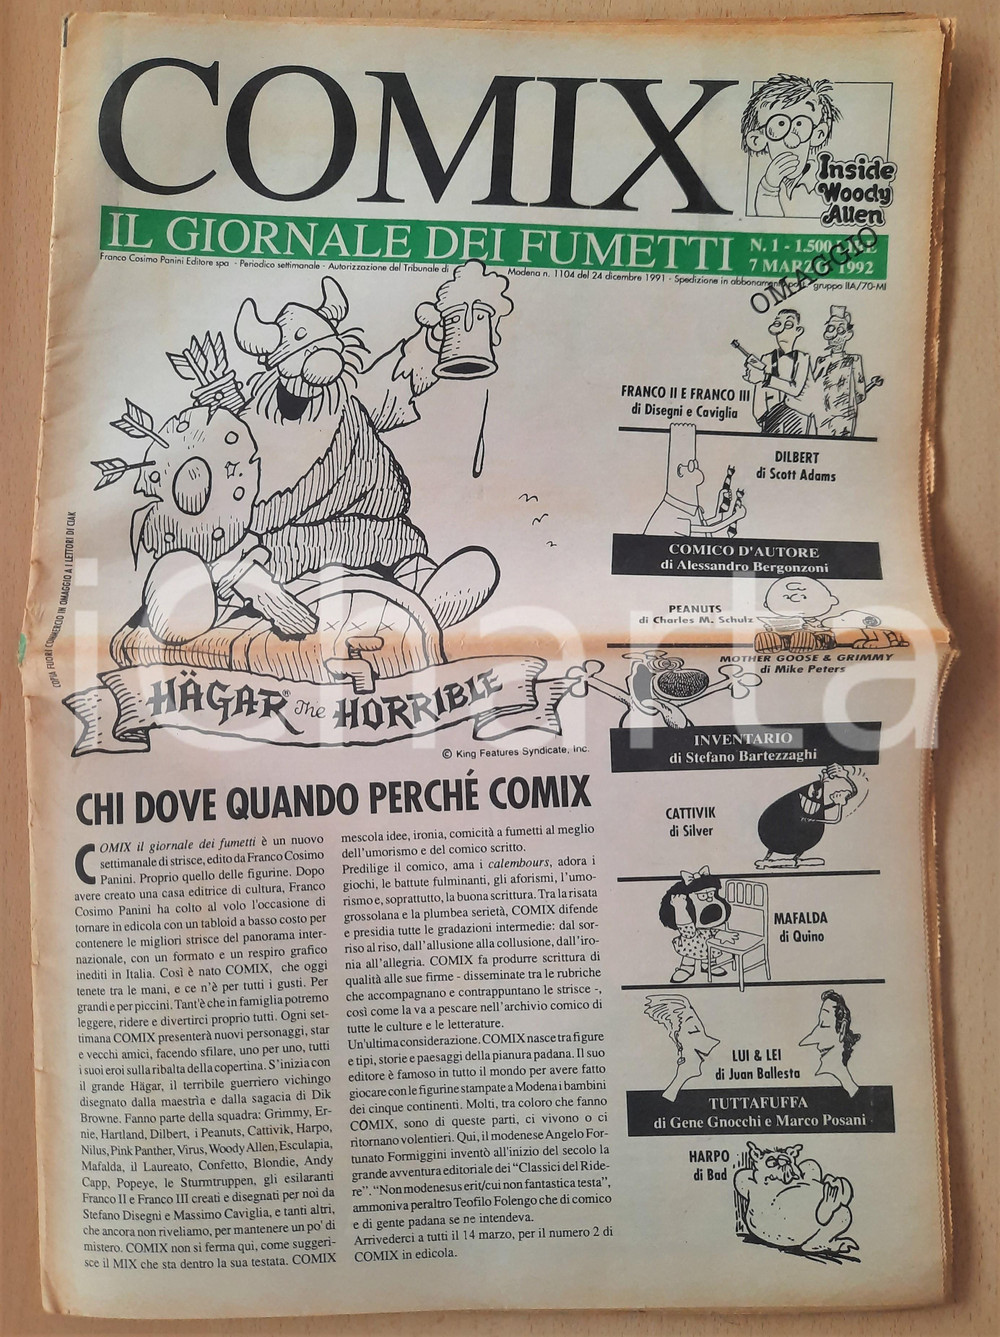 COMIX
Inside
Woody
Allen
IL GIORNALE DEI FUMETTI
N. 1 - 1.500 LIRE
7 MARZO 1992
OMAGGIO
Franco Cosimo Panini Editore spa - Periodico settimanale - Autorizzazione del Tribunale di Modena n. 1104 del 24 dicembre 1991 - Spedizione in abbonamento post. gruppo IIA/70-MI
FRANCO II E FRANCO III
di Disegni e Caviglia
DILBERT
di Scott Adams
COMICO D'AUTORE
di Alessandro Bergonzoni
PEANUTS
di Charles M. Schulz
MOTHER GOOSE & GRIMMY
di Mike Peters
INVENTARIO
di Stefano Bartezzaghi
CATTIVIK
di Silver
MAFALDA
di Quino
LUI & LEI
di Juan Ballesta
TUTTAFUFFA
di Gene Gnocchi e Marco Posani
HARPO
di Bad
COPIA FUORI COMMERCIO IN OMAGGIO A I LETTORI DI CIAK
HÄGAR® The HORRIBLE
© King Features Syndicate, Inc.
iCharta
CHI DOVE QUANDO PERCHÉ COMIX
COMIX il giornale dei fumetti è un nuovo
settimanale di strisce, edito da Franco Cosimo
Panini. Proprio quello delle figurine. Dopo
avere creato una casa editrice di cultura, Franco
Cosimo Panini ha colto al volo l'occasione di
tornare in edicola con un tabloid a basso costo per
contenere le migliori strisce del panorama inter-
nazionale, con un formato e un respiro grafico
inediti in Italia. Così è nato COMIX, che oggi
tenete tra le mani, e ce n'è per tutti i gusti. Per
grandi e per piccini. Tant'è che in famiglia potremo
leggere, ridere e divertirci proprio tutti. Ogni set-
timana COMIX presenterà nuovi personaggi, star
e vecchi amici, facendo sfilare, uno per uno, tutti
i suoi eroi sulla ribalta della copertina. S'inizia con
il grande Hägar, il terribile guerriero vichingo
disegnato dalla maestrìa e dalla sagacia di Dik
Browne. Fanno parte della squadra: Grimmy, Er-
nie, Hartland, Dilbert, i Peanuts, Cattivik, Harpo,
Nilus, Pink Panther, Virus, Woody Allen, Esculapia,
Mafalda, il Laureato, Confetto, Blondie, Andy
Capp, Popeye, le Sturmtruppen, gli esilaranti
Franco II e Franco III creati e disegnati per noi da
Stefano Disegni e Massimo Caviglia, e tanti altri,
che ancora non riveliamo, per mantenere un po' di
mistero. COMIX non si ferma qui, come suggeri-
sce il MIX che sta dentro la sua testata. COMIX
mescola idee, ironia, comicità a fumetti al meglio
dell'umorismo e del comico scritto.
Predilige il comico, ama i calembours, adora i
giochi, le battute fulminanti, gli aforismi, l'umo-
rismo e, soprattutto, la buona scrittura. Tra la risata
grossolana e la plumbea serietà, COMIX difende
e presidia tutte le gradazioni intermedie: dal sor-
riso al riso, dall'allusione alla collusione, dall'iro-
nia all'allegria. COMIX fa produrre scrittura di
qualità alle sue firme - disseminate tra le rubriche
che accompagnano e contrappuntano le strisce -,
così come la va a pescare nell'archivio comico di
tutte le culture e le letterature.
Un'ultima considerazione. COMIX nasce tra figure
e tipi, storie e paesaggi della pianura padana. Il suo
editore è famoso in tutto il mondo per avere fatto
giocare con le figurine stampate a Modena i bambini
dei cinque continenti. Molti, tra coloro che fanno
COMIX, sono di queste parti, ci vivono o ci
ritornano volentieri. Qui, il modenese Angelo For-
tunato Formiggini inventò all'inizio del secolo la
grande avventura editoriale dei "Classici del Ride-
re". "Non modenesus erit/cui non fantastica testa",
ammoniva peraltro Teofilo Folengo che di comico
e di gente padana se ne intendeva.
Arrivederci a tutti il 14 marzo, per il numero 2 di
COMIX in edicola.